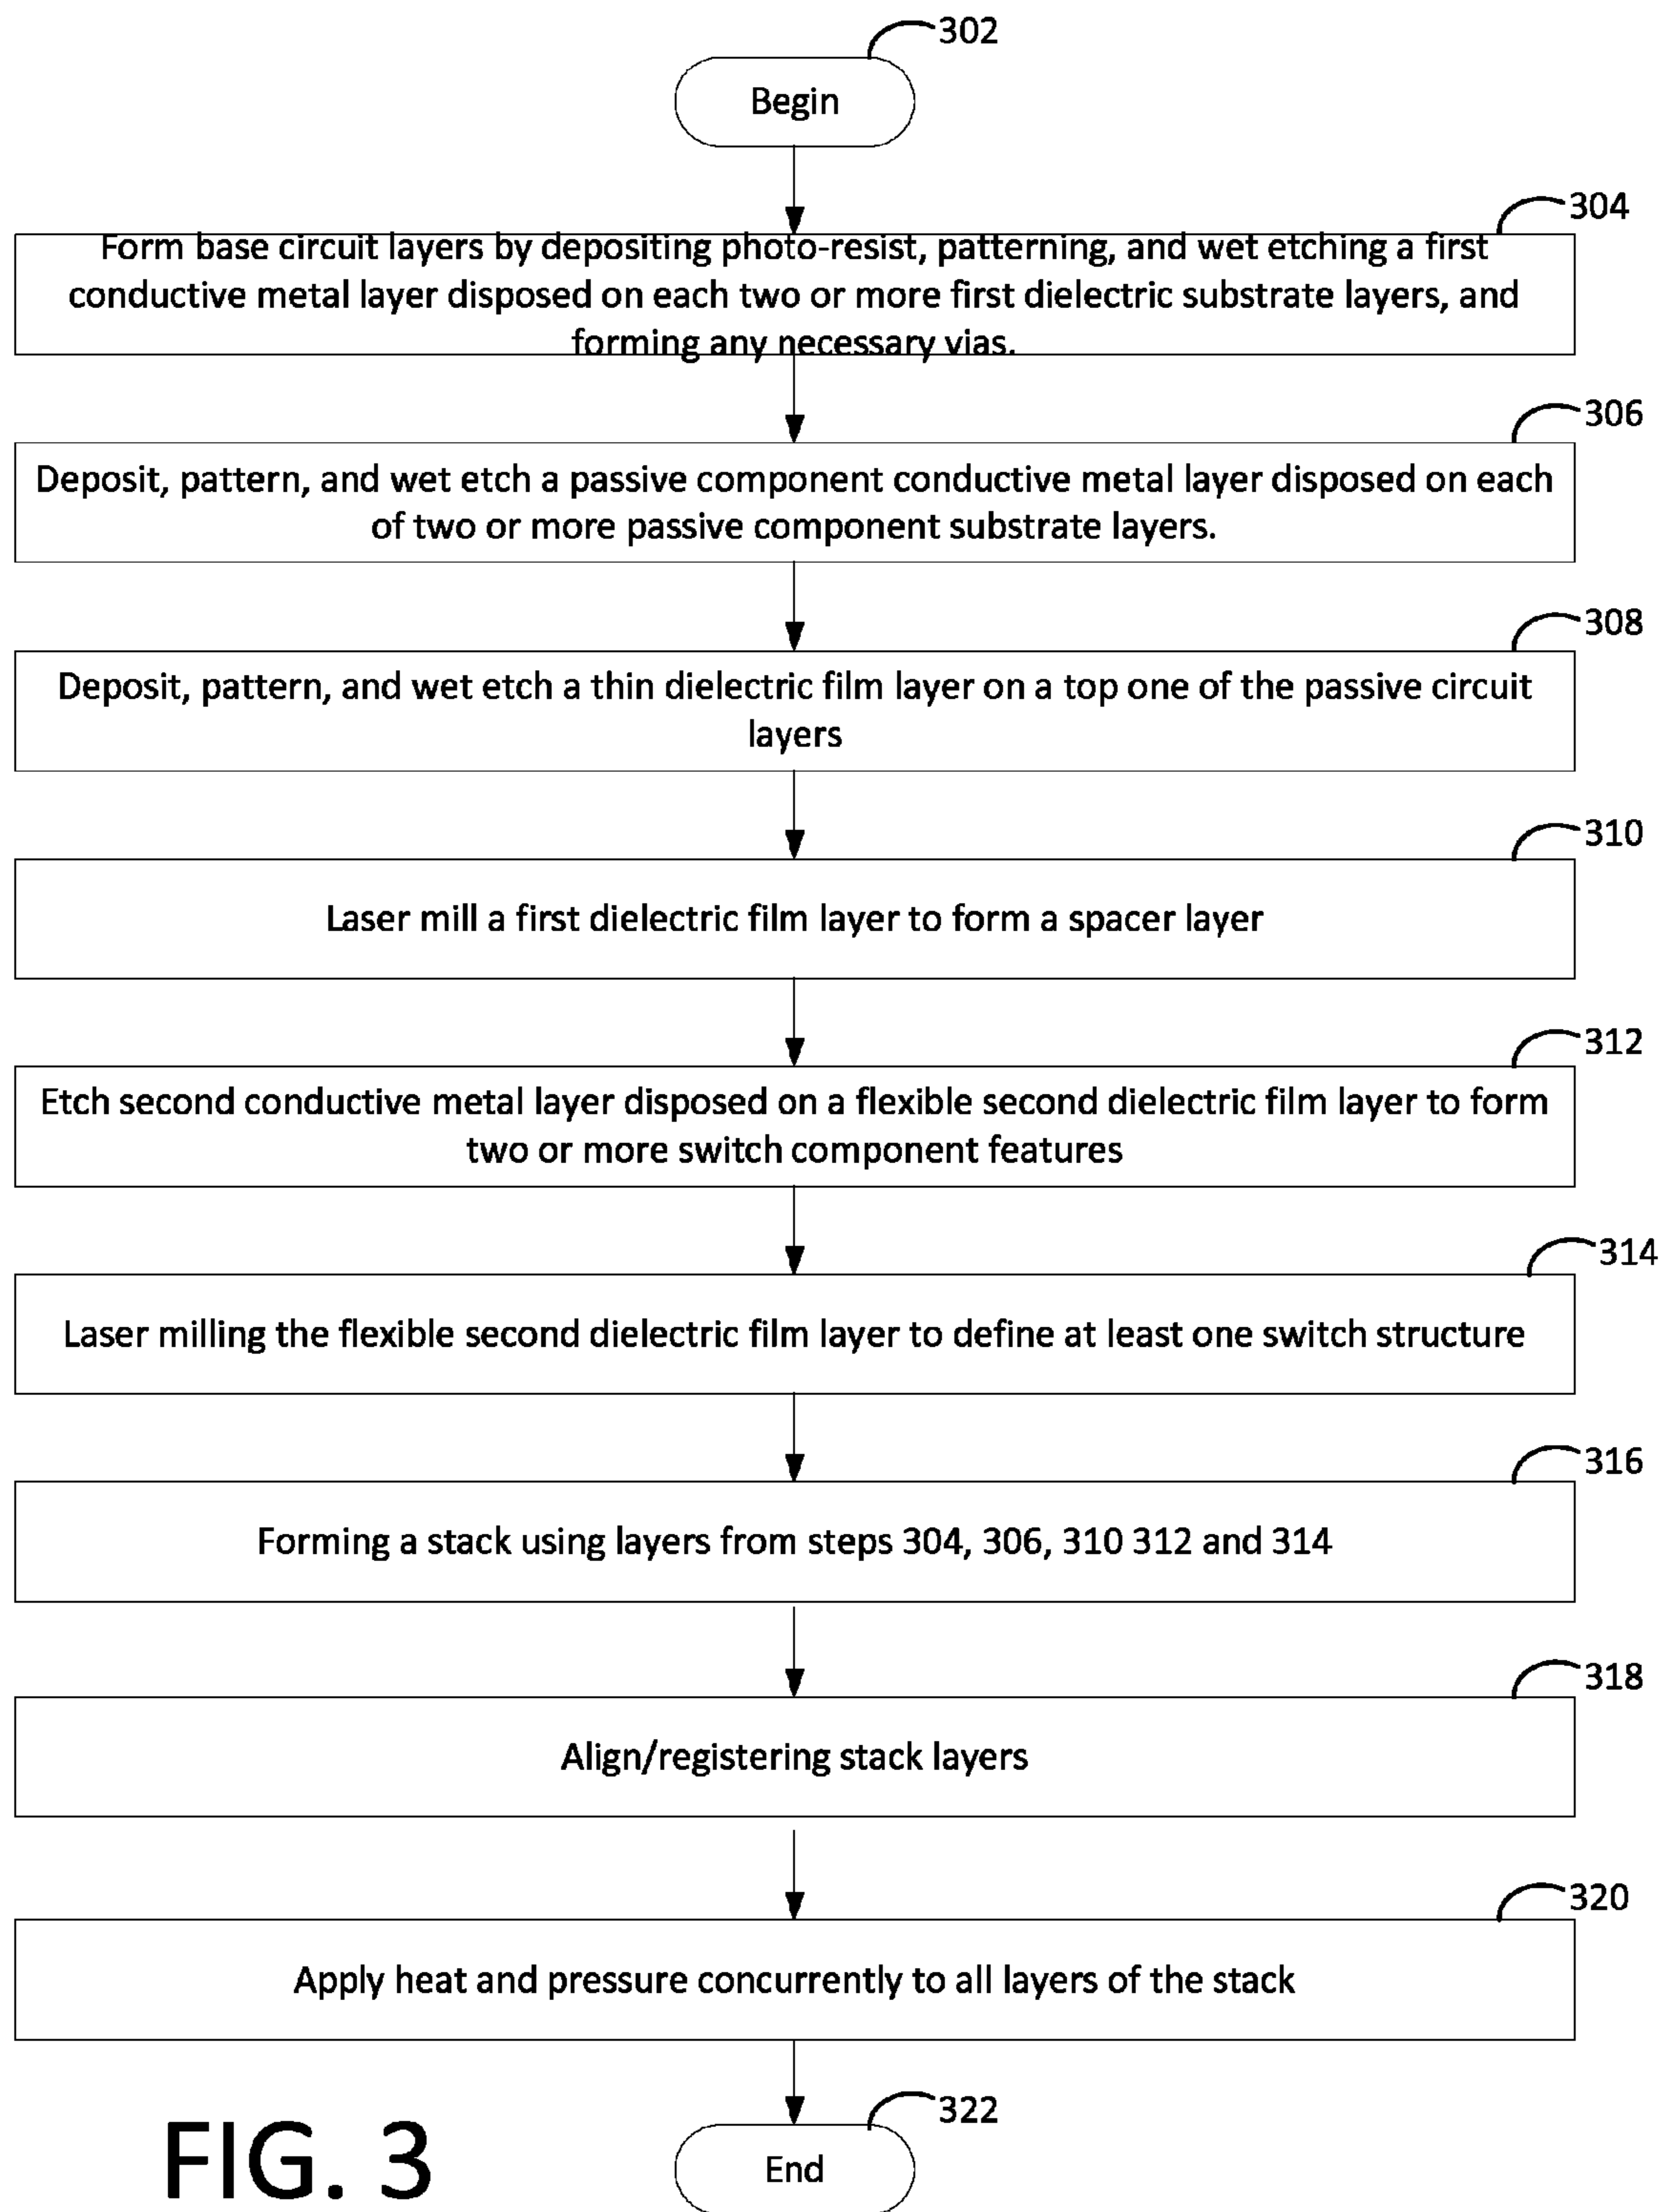 302
Begin
304
Form base circuit layers by depositing photo-resist, patterning, and wet etching a first
conductive metal layer disposed on each two or more first dielectric substrate layers, and
forming any necessary vias.
306
Deposit, pattern, and wet etch a passive component conductive metal layer disposed on each
of two or more passive component substrate layers.
308
Deposit, pattern, and wet etch a thin dielectric film layer on a top one of the passive circuit
layers
310
Laser mill a first dielectric film layer to form a spacer layer
312
Etch second conductive metal layer disposed on a flexible second dielectric film layer to form
two or more switch component features
314
Laser milling the flexible second dielectric film layer to define at least one switch structure
316
Forming a stack using layers from steps 304, 306, 310 312 and 314
318
Align/registering stack layers
320
Apply heat and pressure concurrently to all layers of the stack
322
End
FIG. 3